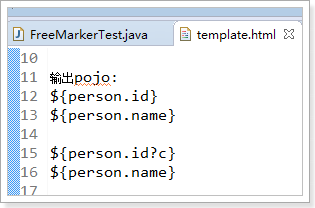 FreeMarkerTest.java template.html
10
11 输出pojo:
12 ${person.id}
13 ${person.name}
14
15 ${person.id?c}
16 ${person.name}
17